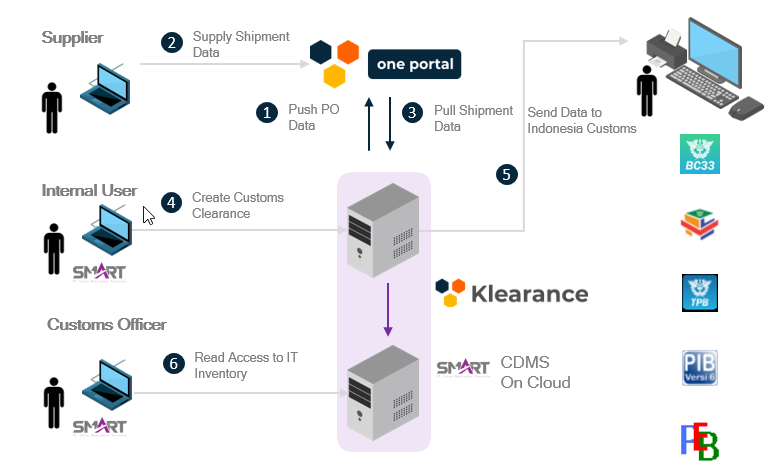 Supplier
2
Supply Shipment
Data
one portal
1
Push PO
Data
3
Pull Shipment
Data
Send Data to
Indonesia Customs
5
BC33
Internal User
4
Create Customs
Clearance
SMART
Klearance
TPB
Customs Officer
6
Read Access to IT
Inventory
SMART
SMART
CDMS
On Cloud
PIB
Versi 6
PEB